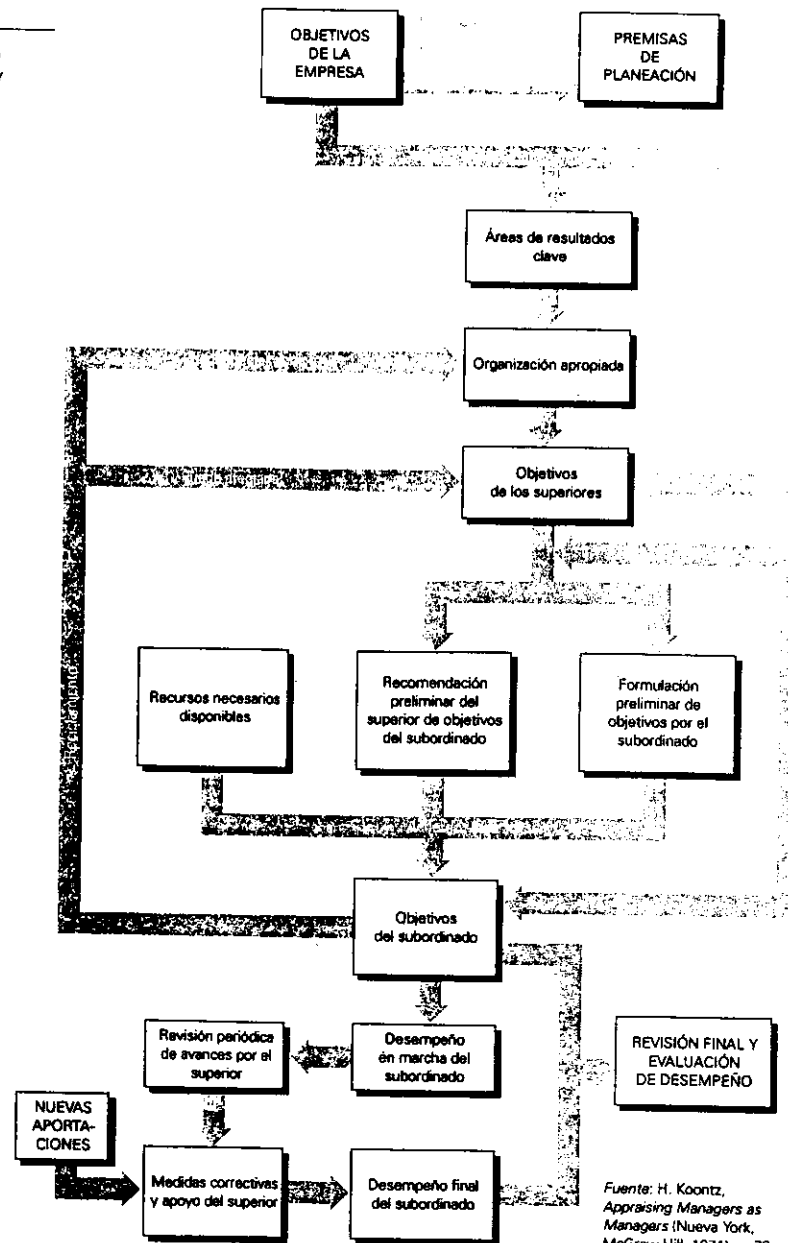 OBJETIVOS
DE LA
EMPRESA
PREMISAS
DE
PLANEACIÓN
Áreas de resultados
clave
Organización apropiada
Objetivos
de los superiores
Recursos necesarios
disponibles
Recomendación
preliminar del
superior de objetivos
del subordinado
Formulación
preliminar de
objetivos por el
subordinado
Objetivos
del subordinado
Revisión periódica
de avances por el
superior
Desempeño
en marcha del
subordinado
REVISIÓN FINAL Y
EVALUACIÓN
DE DESEMPEÑO
NUEVAS
APORTA-
CIONES
Medidas correctivas
y apoyo del superior
Desempeño final
del subordinado
Fuente: H. Koontz,
Appraising Managers as
Managers (Nueva York,